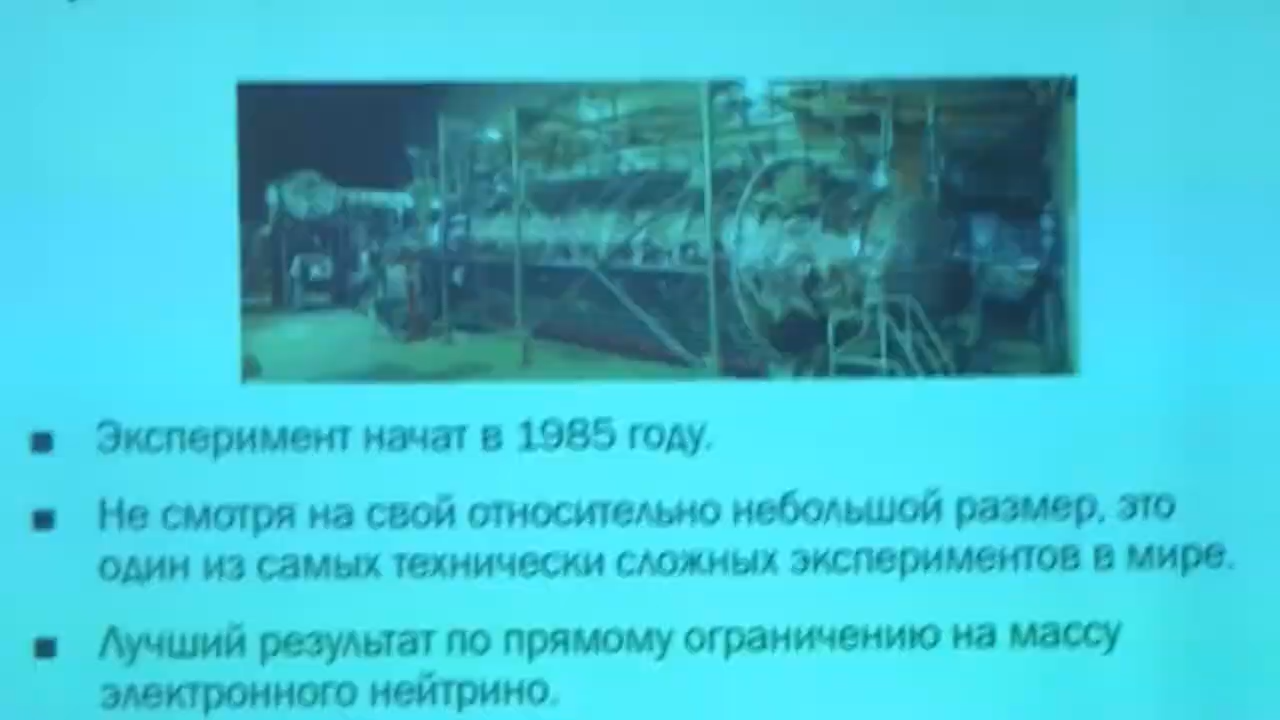 Эксперимент начат в 1985 году.
Не смотря на свой относительно небольшой размер, это
один из самых технически сложных экспериментов в мире.
Лучший результат по прямому ограничению на массу
электронного нейтрино.